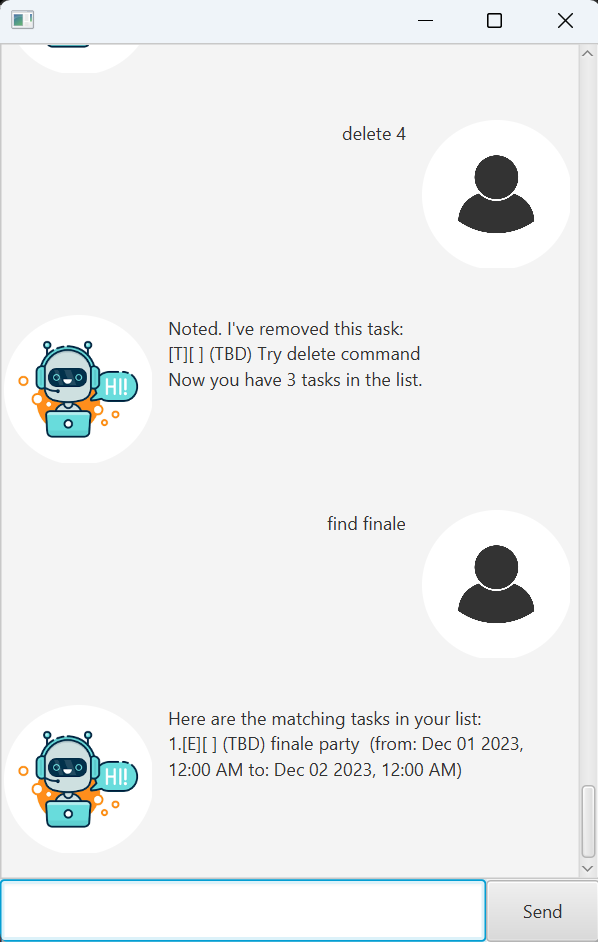 delete 4
HI!
Noted. I've removed this task:
[T][ ] (TBD) Try delete command
Now you have 3 tasks in the list.
find finale
HI!
Here are the matching tasks in your list:
1.[E][ ] (TBD) finale party  (from: Dec 01 2023,
12:00 AM to: Dec 02 2023, 12:00 AM)
Send